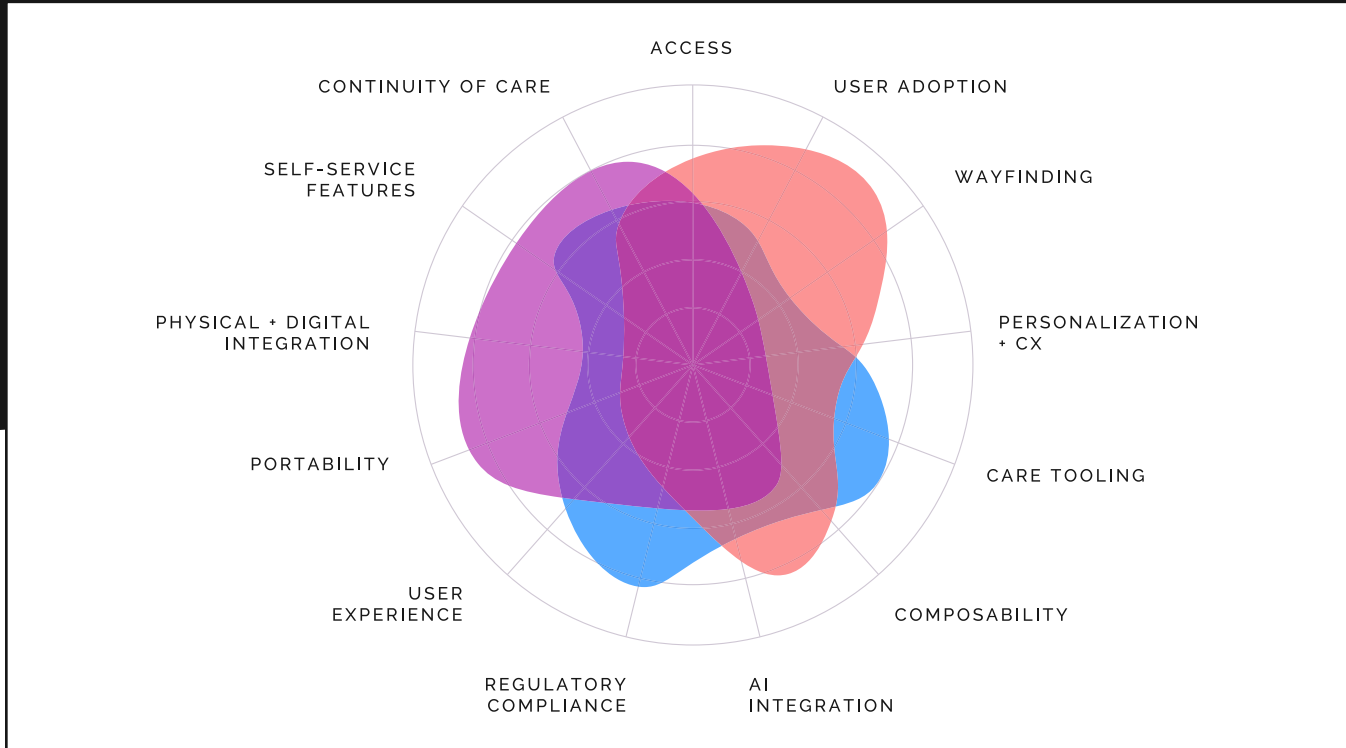 ACCESS
CONTINUITY OF CARE
USER ADOPTION
SELF-SERVICE
FEATURES
WAYFINDING
PHYSICAL + DIGITAL
INTEGRATION
PERSONALIZATION
+ CX
PORTABILITY
CARE TOOLING
USER
EXPERIENCE
COMPOSABILITY
REGULATORY
COMPLIANCE
AI
INTEGRATION